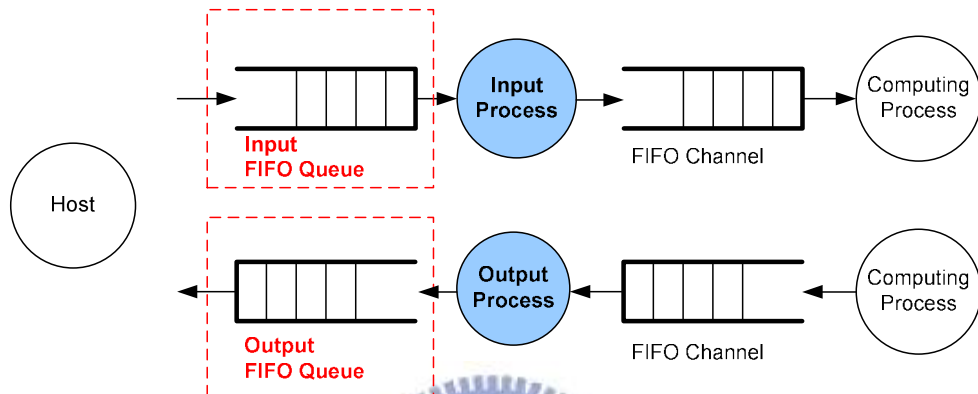 Input
Process
Computing
Process
Input
FIFO Queue
FIFO Channel
Host
Output
Process
Computing
Process
Output
FIFO Queue
FIFO Channel